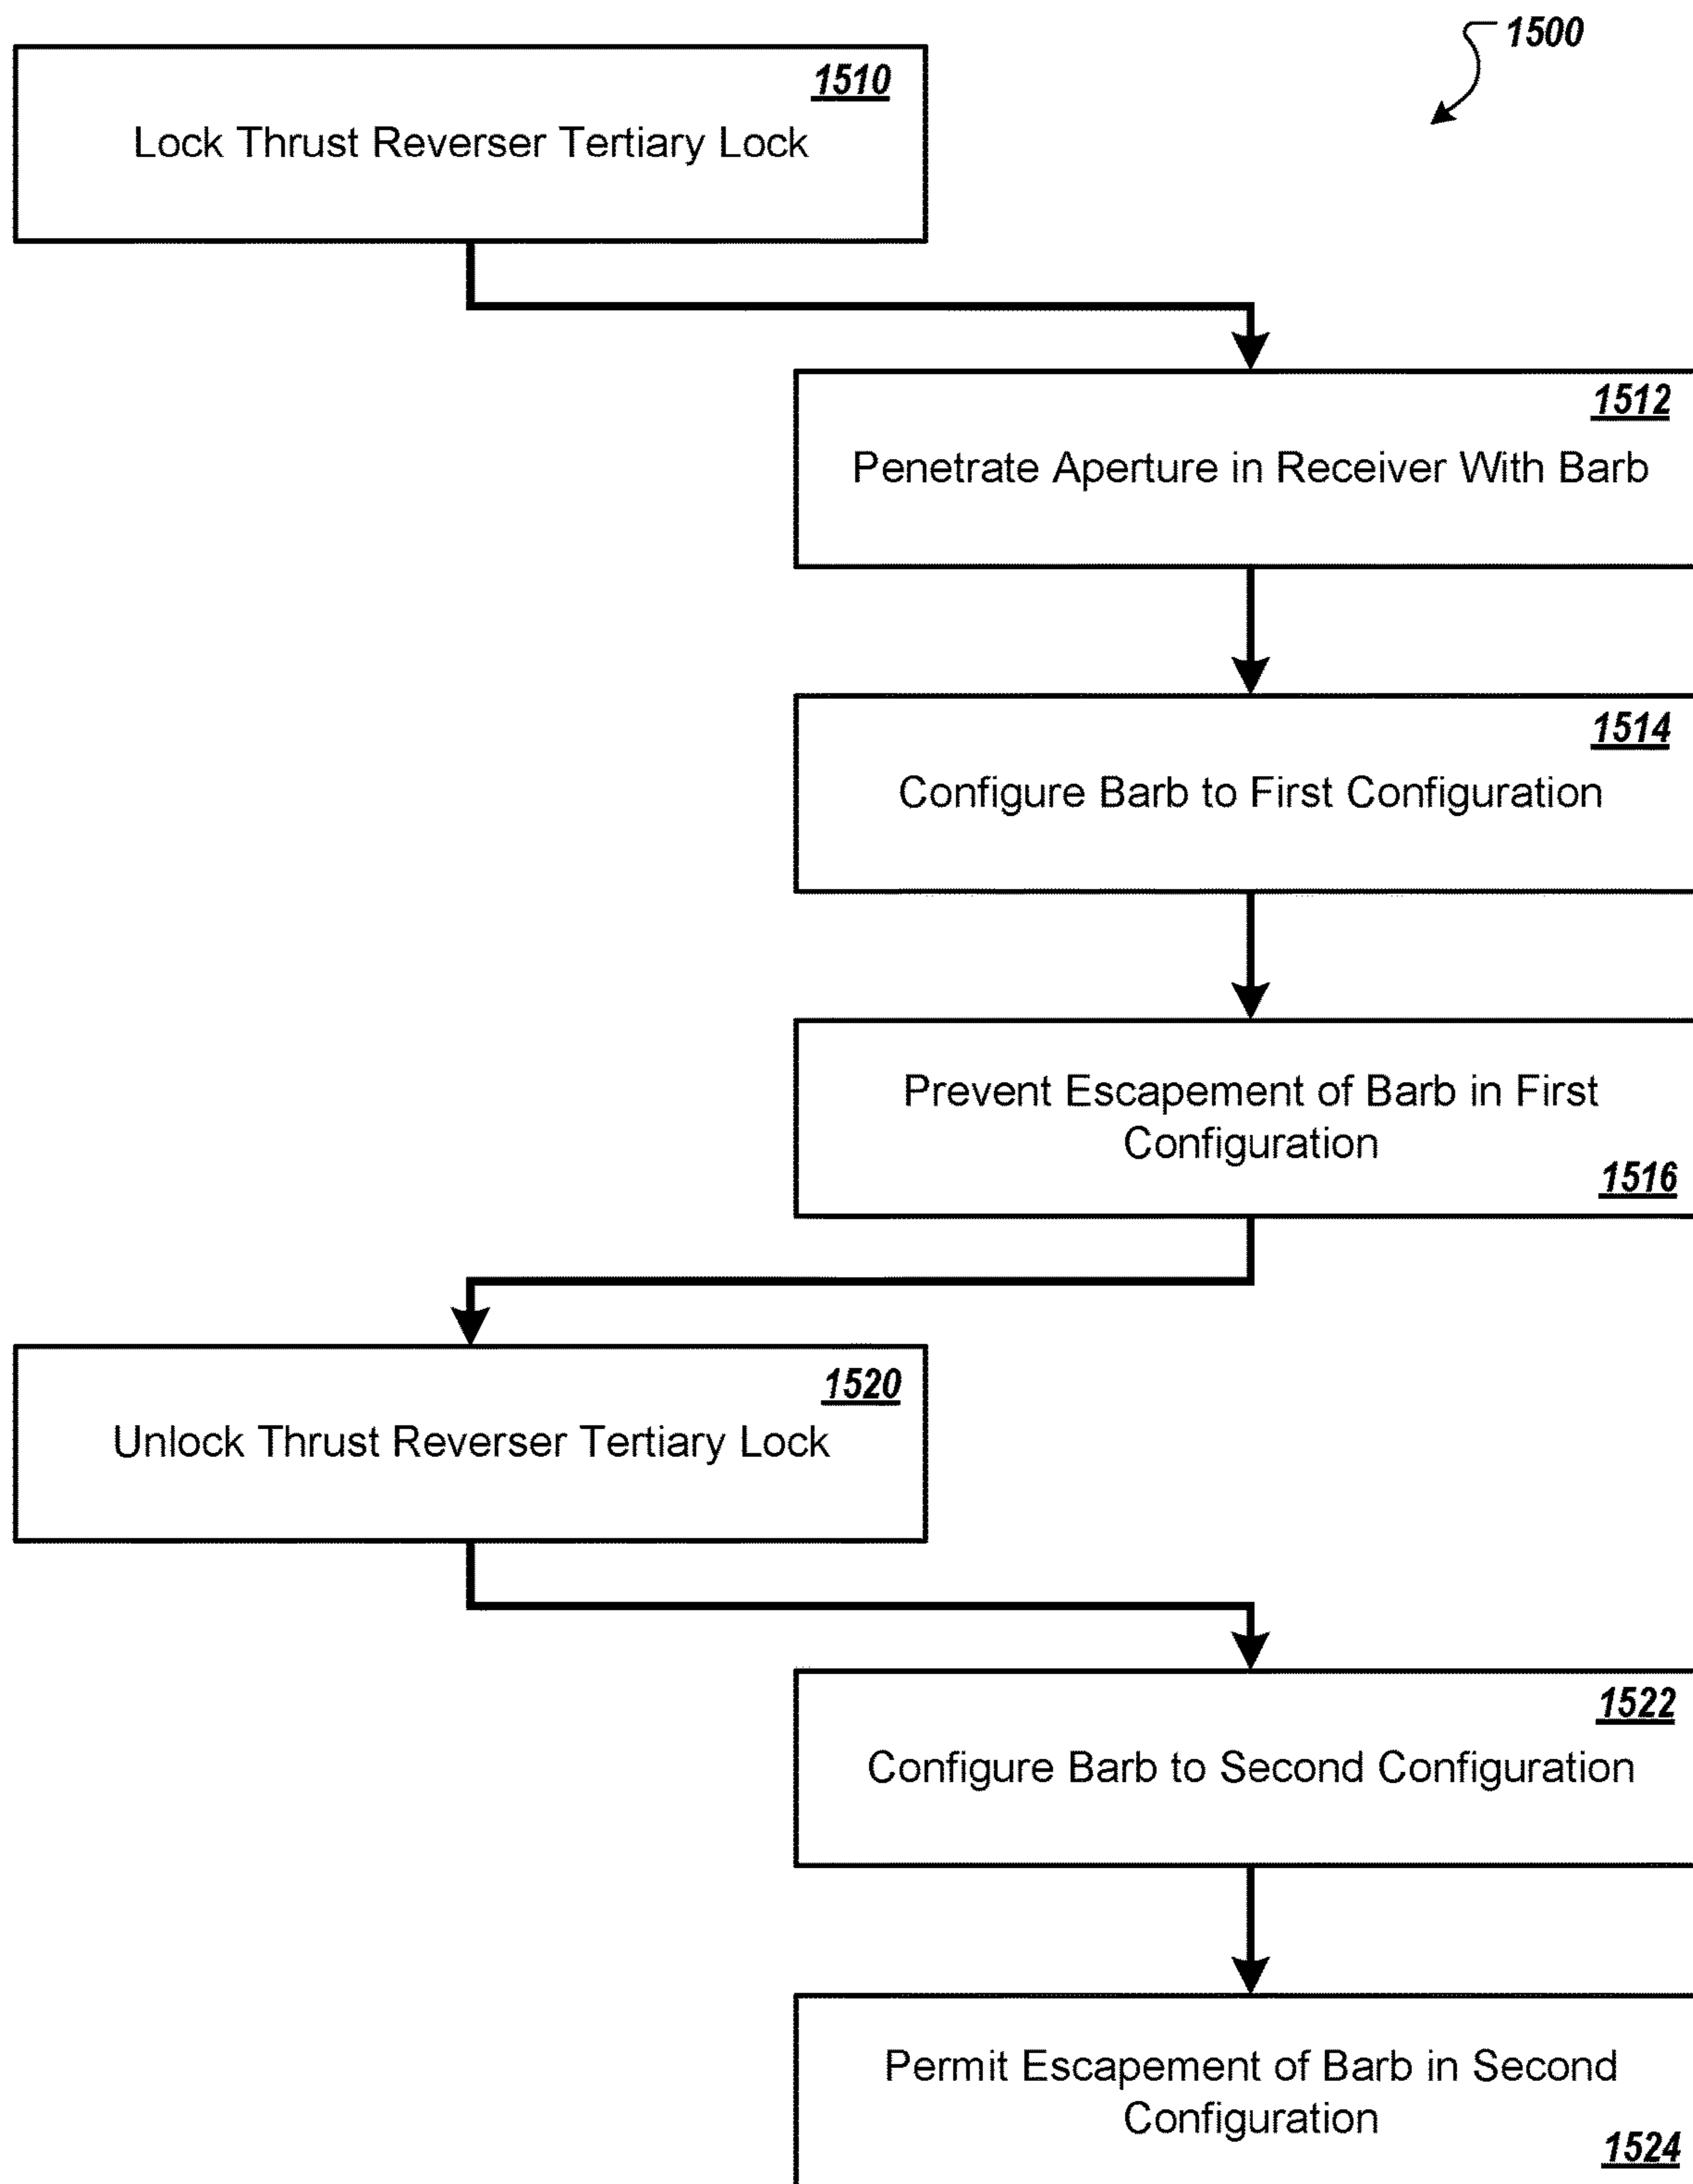 1500
1510
Lock Thrust Reverser Tertiary Lock
1512
Penetrate Aperture in Receiver With Barb
1514
Configure Barb to First Configuration
Prevent Escapement of Barb in First
Configuration
1516
1520
Unlock Thrust Reverser Tertiary Lock
1522
Configure Barb to Second Configuration
Permit Escapement of Barb in Second
Configuration
1524